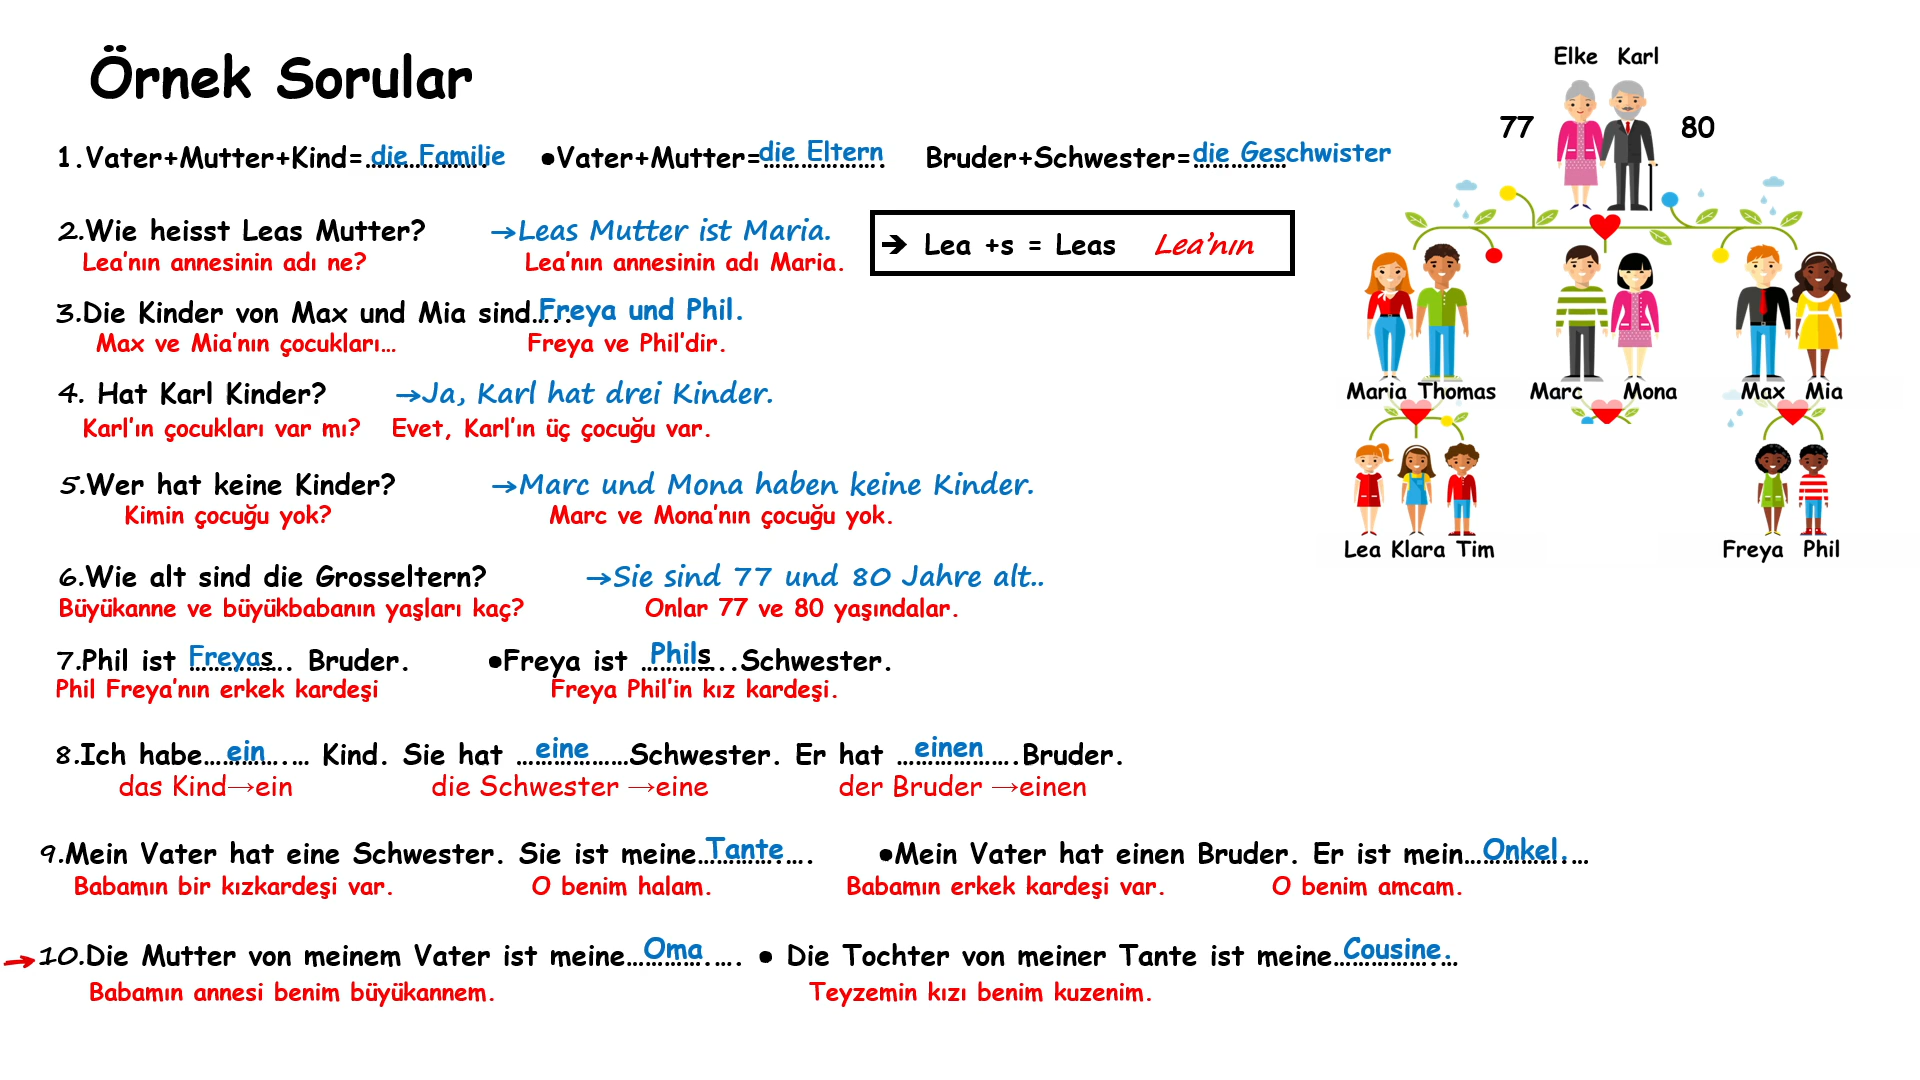 Örnek Sorular
Elke Karl
77 80
1.Vater+Mutter+Kind=die Familie ●Vater+Mutter=die Eltern Bruder+Schwester=die Geschwister
2.Wie heisst Leas Mutter? →Leas Mutter ist Maria.
Lea’nın annesinin adı ne? Lea’nın annesinin adı Maria.
➔ Lea +s = Leas Lea’nın
3.Die Kinder von Max und Mia sind…..Freya und Phil.
Max ve Mia’nın çocukları… Freya ve Phil’dir.
4. Hat Karl Kinder? →Ja, Karl hat drei Kinder.
Karl’ın çocukları var mı? Evet, Karl’ın üç çocuğu var.
Maria Thomas Marc Mona Max Mia
5.Wer hat keine Kinder? →Marc und Mona haben keine Kinder.
Kimin çocuğu yok? Marc ve Mona’nın çocuğu yok.
Lea Klara Tim Freya Phil
6.Wie alt sind die Grosseltern? →Sie sind 77 und 80 Jahre alt..
Büyükanne ve büyükbabanın yaşları kaç? Onlar 77 ve 80 yaşındalar.
7.Phil ist Freyas….. Bruder. ●Freya ist Phils…..Schwester.
Phil Freya’nın erkek kardeşi Freya Phil’in kız kardeşi.
8.Ich habe…ein…… Kind. Sie hat …eine……Schwester. Er hat …einen…….Bruder.
das Kind→ein die Schwester →eine der Bruder →einen
9.Mein Vater hat eine Schwester. Sie ist meine…Tante…. ●Mein Vater hat einen Bruder. Er ist mein…Onkel.…
Babamın bir kızkardeşi var. O benim halam. Babamın erkek kardeşi var. O benim amcam.
→10.Die Mutter von meinem Vater ist meine…Oma…. ● Die Tochter von meiner Tante ist meine…Cousine.…
Babamın annesi benim büyükannem. Teyzemin kızı benim kuzenim.